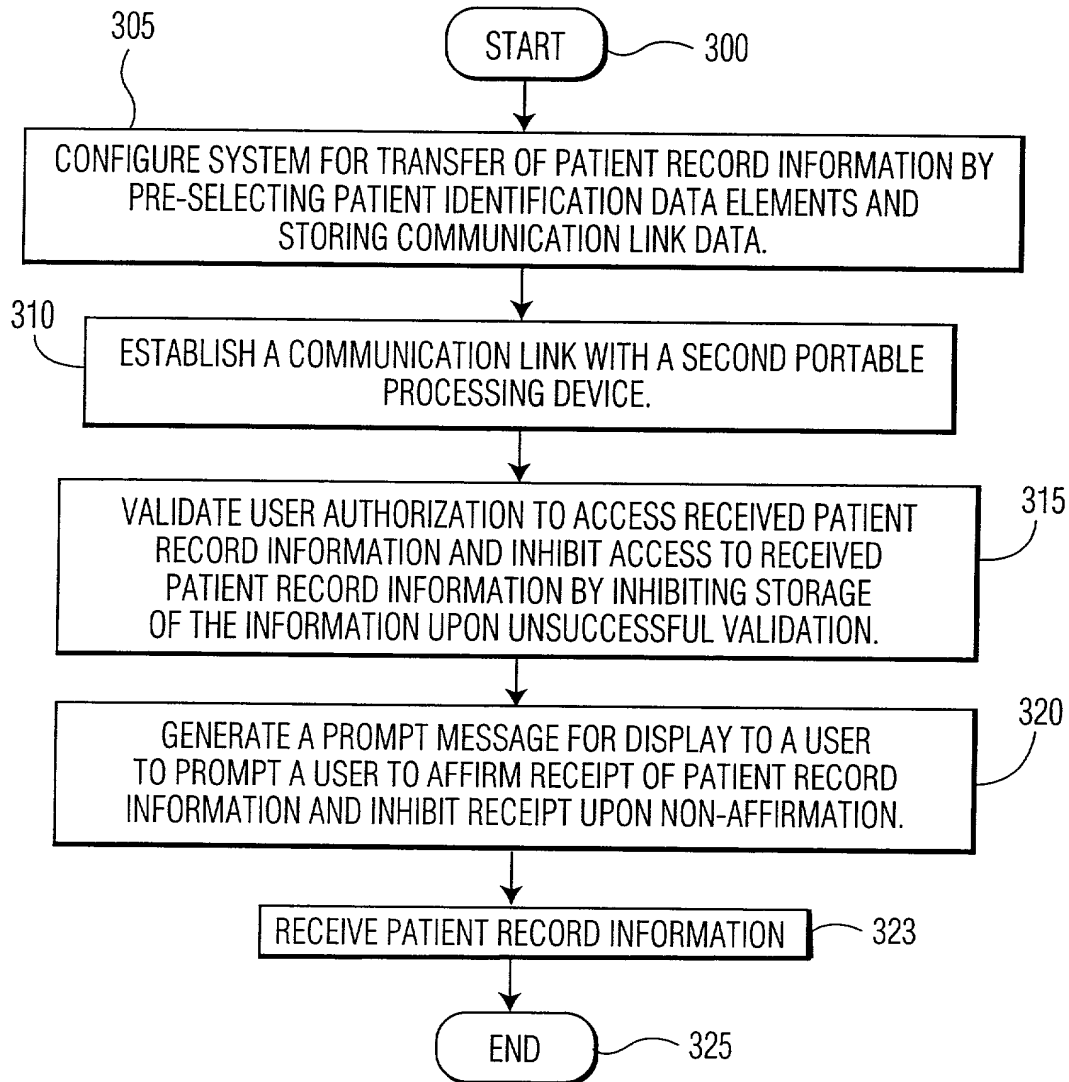 305
START
300
CONFIGURE SYSTEM FOR TRANSFER OF PATIENT RECORD INFORMATION BY
PRE-SELECTING PATIENT IDENTIFICATION DATA ELEMENTS AND
STORING COMMUNICATION LINK DATA.
310
ESTABLISH A COMMUNICATION LINK WITH A SECOND PORTABLE
PROCESSING DEVICE.
VALIDATE USER AUTHORIZATION TO ACCESS RECEIVED PATIENT
RECORD INFORMATION AND INHIBIT ACCESS TO RECEIVED
PATIENT RECORD INFORMATION BY INHIBITING STORAGE
OF THE INFORMATION UPON UNSUCCESSFUL VALIDATION.
315
GENERATE A PROMPT MESSAGE FOR DISPLAY TO A USER
TO PROMPT A USER TO AFFIRM RECEIPT OF PATIENT RECORD
INFORMATION AND INHIBIT RECEIPT UPON NON-AFFIRMATION.
320
RECEIVE PATIENT RECORD INFORMATION
323
END
325